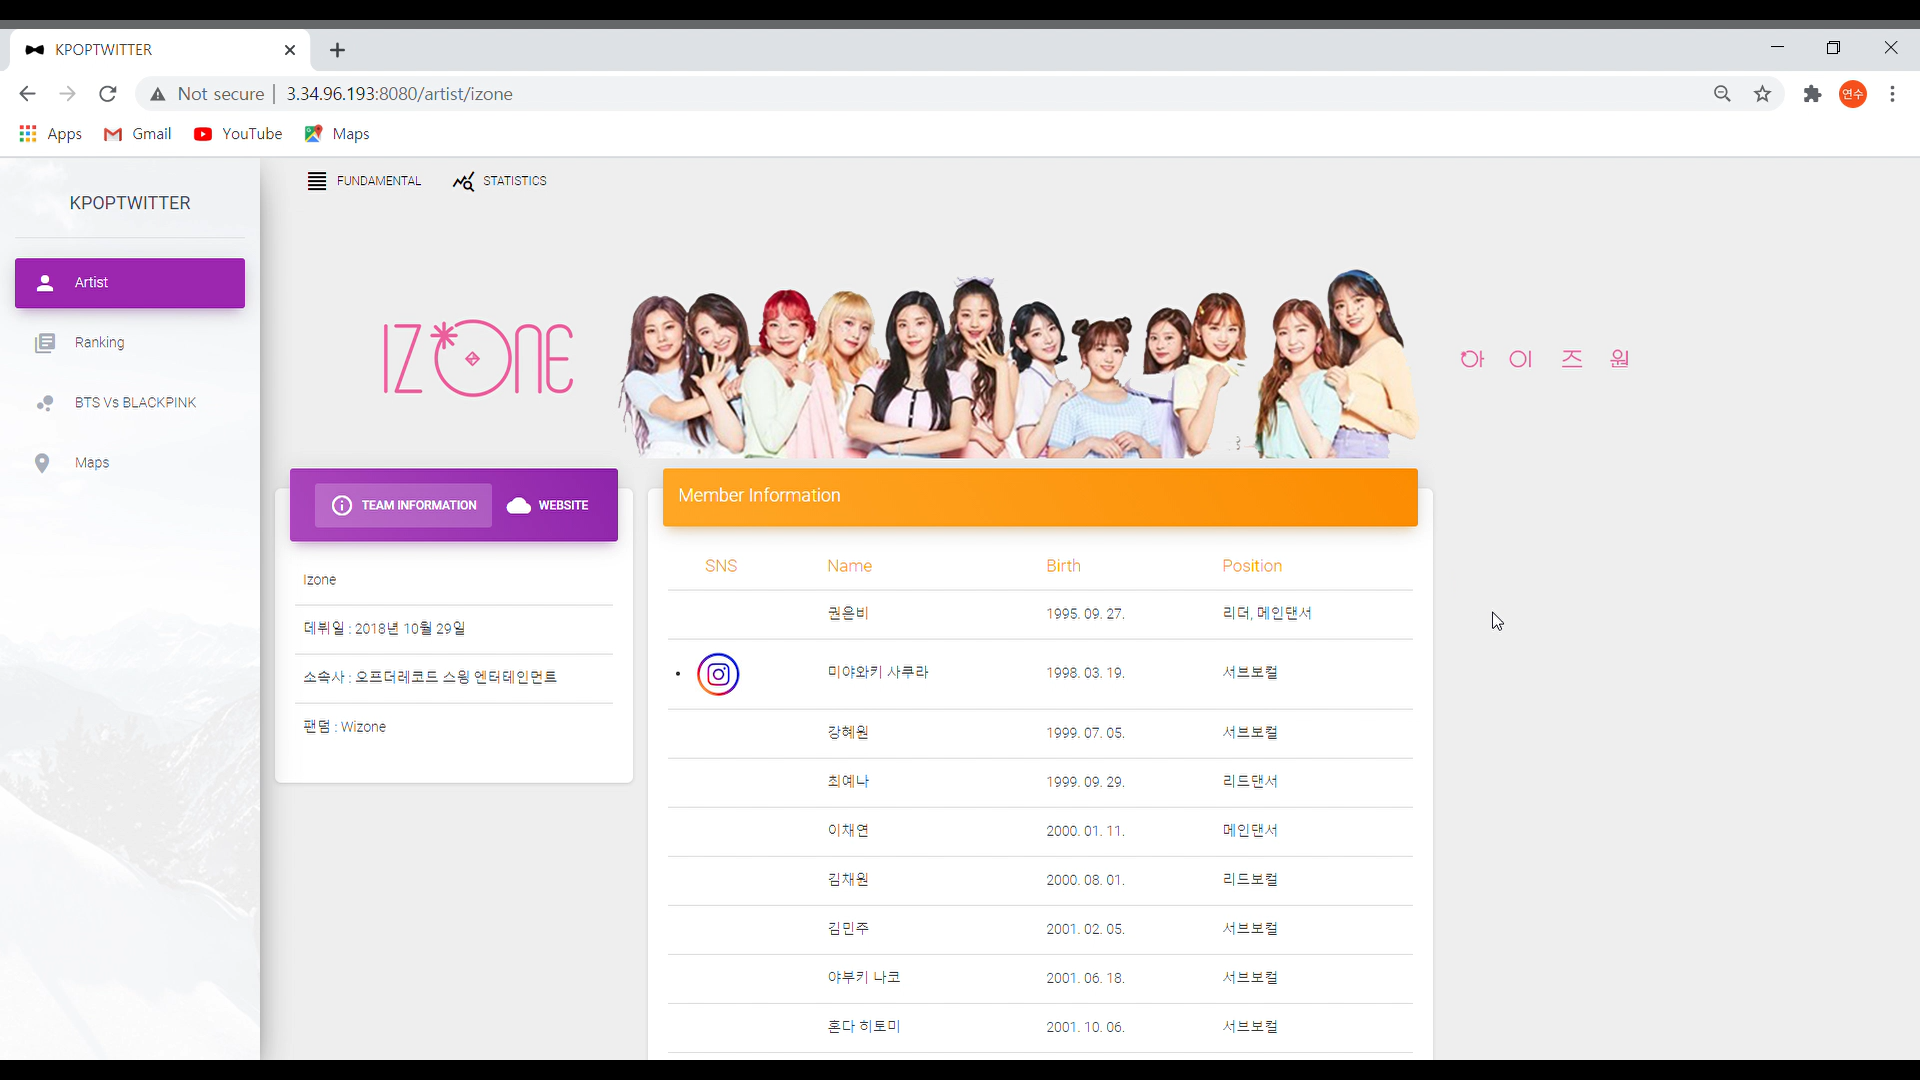 KPOPTWITTER
Not secure | 3.34.96.193:8080/artist/izone
연수
Apps Gmail YouTube Maps
KPOPTWITTER
Artist
Ranking
BTS Vs BLACKPINK
Maps
FUNDAMENTAL STATISTICS
IZONE
아이즈원
TEAM INFORMATION WEBSITE
Izone
데뷔일 : 2018년 10월 29일
소속사 : 오프더레코드 스윙 엔터테인먼트
팬덤 : Wizone
Member Information
SNS Name Birth Position
권은비 1995. 09. 27. 리더, 메인댄서
미야와키 사쿠라 1998. 03. 19. 서브보컬
강혜원 1999. 07. 05. 서브보컬
최예나 1999. 09. 29. 리드댄서
이채연 2000. 01. 11. 메인댄서
김채원 2000. 08. 01. 리드보컬
김민주 2001. 02. 05. 서브보컬
야부키 나코 2001. 06. 18. 서브보컬
혼다 히토미 2001. 10. 06. 서브보컬